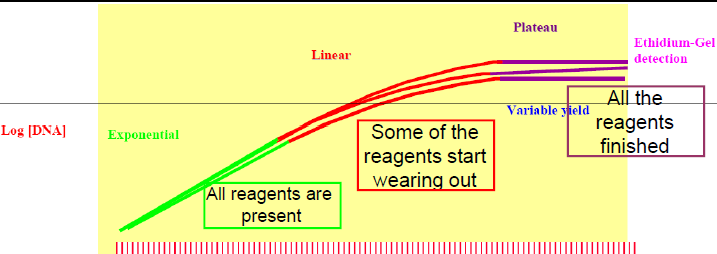 Plateau
Ethidium-Gel
detection
Linear
Variable yield
All the
reagents
finished
Log [DNA]
Exponential
Some of the
reagents start
wearing out
All reagents are
present